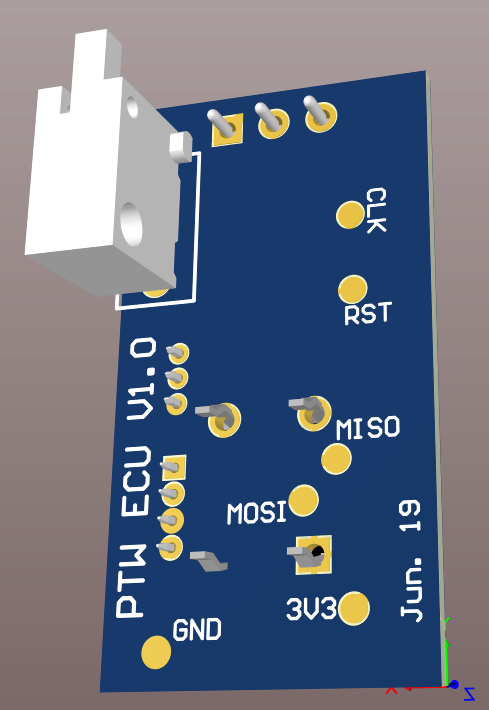 CLK
RST
MISO
MOSI
3V3
GND
PTW ECU V1.0
Jun. 19
X
Y
Z